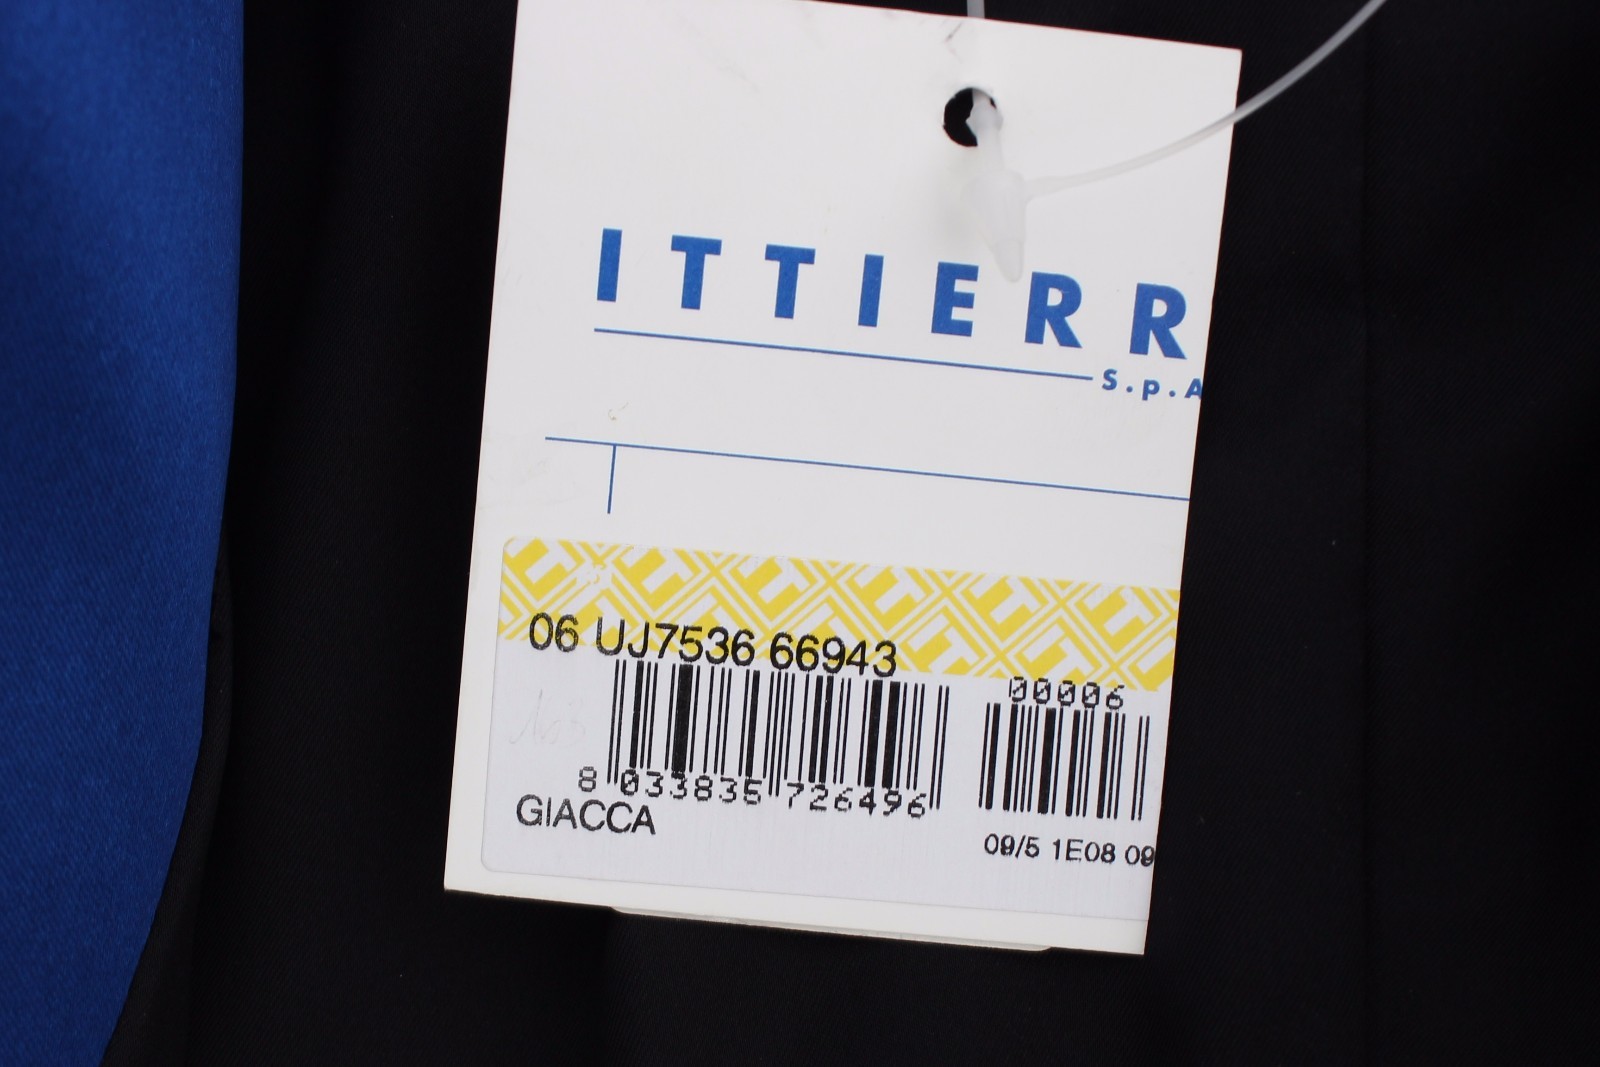 ITTIERR
S.p.A
06 UJ7536 66943
00006
8 033835 726496
GIACCA
09/5 1E08 09